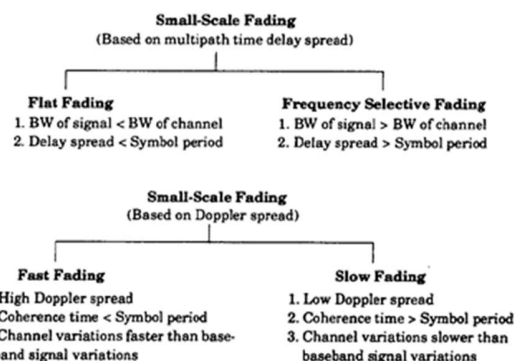 Small-Scale Fading
(Based on multipath time delay spread)
Flat Fading
1. BW of signal < BW of channel
2. Delay spread < Symbol period
Frequency Selective Fading
1. BW of signal > BW of channel
2. Delay spread > Symbol period
Small-Scale Fading
(Based on Doppler spread)
Fast Fading
High Doppler spread
Coherence time < Symbol period
Channel variations faster than base-
band signal variations
Slow Fading
1. Low Doppler spread
2. Coherence time > Symbol period
3. Channel variations slower than
baseband signal variations